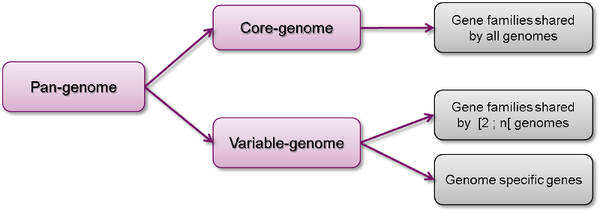 Pan-genome
Core-genome
Variable-genome
Gene families shared
by all genomes
Gene families shared
by [2 ; n[ genomes
Genome specific genes